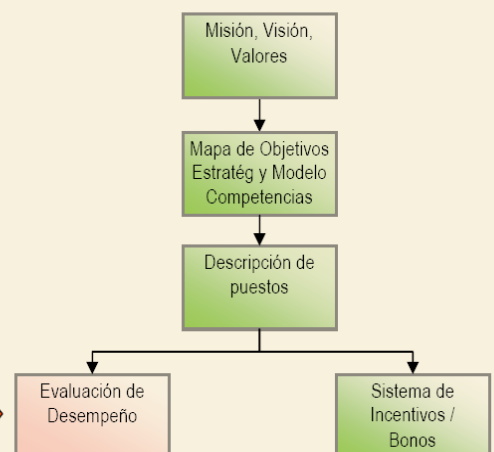 Misión, Visión,
Valores
Mapa de Objetivos
Estratég y Modelo
Competencias
Descripción de
puestos
Evaluación de
Desempeño
Sistema de
Incentivos /
Bonos